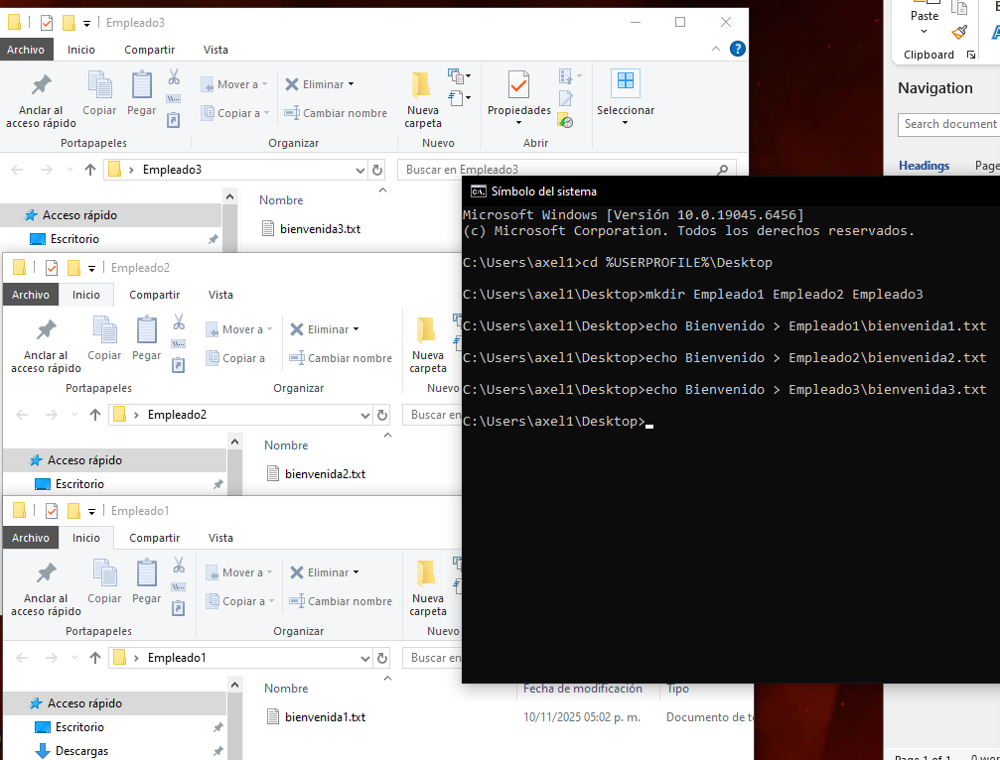 Empleado3
Archivo Inicio Compartir Vista
Anclar al acceso rápido
Copiar
Pegar
Mover a
Copiar a
Eliminar
Cambiar nombre
Nueva carpeta
Propiedades
Seleccionar
Portapapeles Organizar Nuevo Abrir
Empleado3
Buscar en Empleado3
Acceso rápido
Escritorio
Nombre
bienvenida3.txt
Empleado2
Archivo Inicio Compartir Vista
Anclar al acceso rápido
Copiar
Pegar
Mover a
Copiar a
Eliminar
Cambiar nombre
Nueva carpeta
Portapapeles Organizar Nuevo
Empleado2
Buscar en
Acceso rápido
Escritorio
Nombre
bienvenida2.txt
Empleado1
Archivo Inicio Compartir Vista
Anclar al acceso rápido
Copiar
Pegar
Mover a
Copiar a
Eliminar
Cambiar nombre
Nueva carpeta
Portapapeles Organizar Nuevo
Empleado1
Buscar en
Acceso rápido
Escritorio
Descargas
Nombre Fecha de modificación Tipo
bienvenida1.txt 10/11/2025 05:02 p. m. Documento de
Símbolo del sistema
Microsoft Windows [Versión 10.0.19045.6456]
(c) Microsoft Corporation. Todos los derechos reservados.
C:\Users\axel1>cd %USERPROFILE%\Desktop
C:\Users\axel1\Desktop>mkdir Empleado1 Empleado2 Empleado3
C:\Users\axel1\Desktop>echo Bienvenido > Empleado1\bienvenida1.txt
C:\Users\axel1\Desktop>echo Bienvenido > Empleado2\bienvenida2.txt
C:\Users\axel1\Desktop>echo Bienvenido > Empleado3\bienvenida3.txt
C:\Users\axel1\Desktop>
Paste
Clipboard
Navigation
Search document
Headings Page